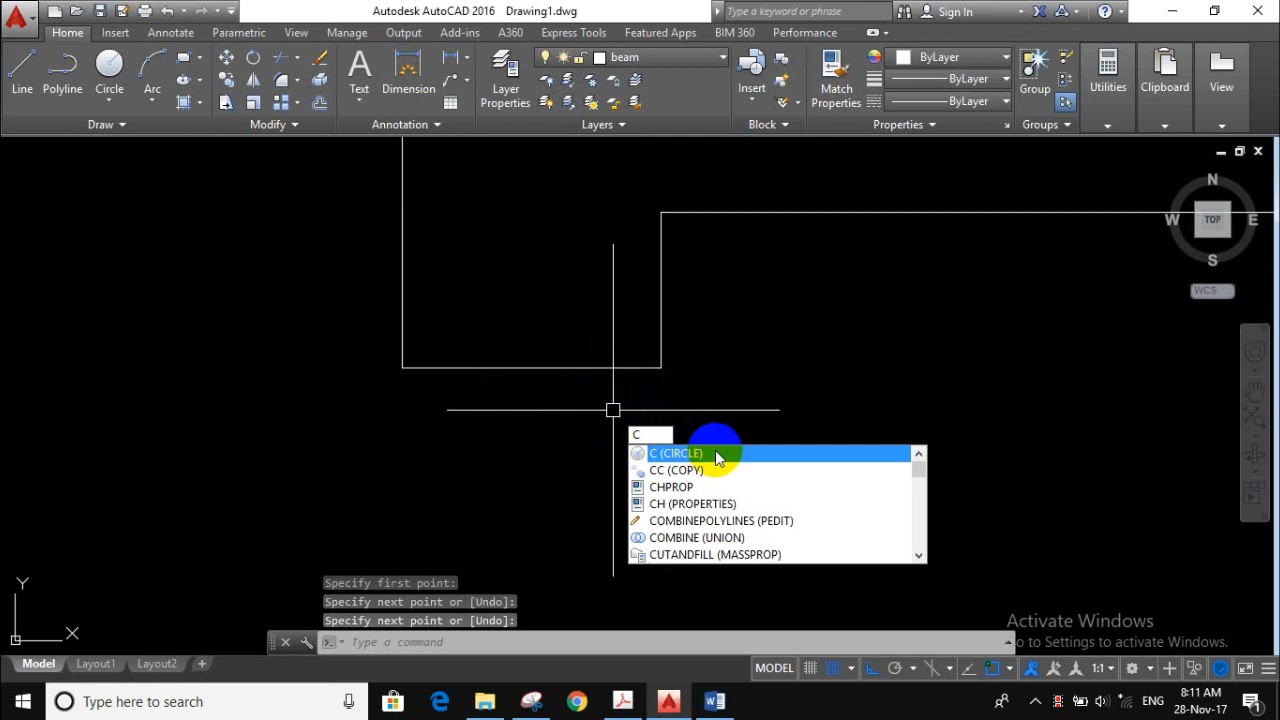 Autodesk AutoCAD 2016 Drawing1.dwg
Type a keyword or phrase
Sign In
Home Insert Annotate Parametric View Manage Output Add-ins A360 Express Tools Featured Apps BIM 360 Performance
beam
ByLayer
ByLayer
ByLayer
Line Polyline Circle Arc
Text Dimension
Layer
Properties
Insert
Match
Properties
Group
Utilities
Clipboard
View
Draw Modify Annotation Layers Block Properties Groups
N
W TOP E
S
WCS
C
C (CIRCLE)
CC (COPY)
CHPROP
CH (PROPERTIES)
COMBINEPOLYLINES (PEDIT)
COMBINE (UNION)
CUTANDFILL (MASSPROP)
Y
X
Specify first point:
Specify next point or [Undo]:
Specify next point or [Undo]:
Type a command
Activate Windows
o to Settings to activate Windows.
Model Layout1 Layout2 +
MODEL 1:1
Type here to search
ENG
8:11 AM
28-Nov-17
1